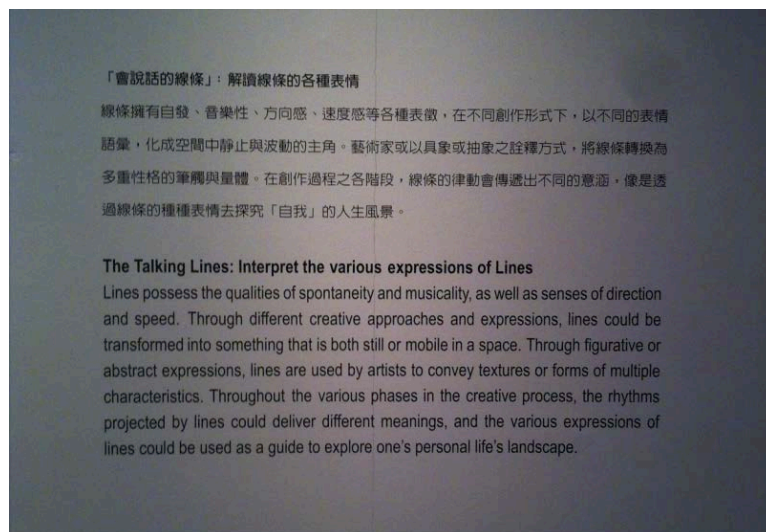 「會說話的線條」：解讀線條的各種表情
線條擁有自發、音樂性、方向感、速度感等各種表徵，在不同創作形式下，以不同的表情
語彙，化成空間中靜止與波動的主角。藝術家或以具象或抽象之詮釋方式，將線條轉換為
多重性格的筆觸與量體。在創作過程之各階段，線條的律動會傳遞出不同的意涵，像是透
過線條的種種表情去探究「自我」的人生風景。
The Talking Lines: Interpret the various expressions of Lines
Lines possess the qualities of spontaneity and musicality, as well as senses of direction
and speed. Through different creative approaches and expressions, lines could be
transformed into something that is both still or mobile in a space. Through figurative or
abstract expressions, lines are used by artists to convey textures or forms of multiple
characteristics. Throughout the various phases in the creative process, the rhythms
projected by lines could deliver different meanings, and the various expressions of
lines could be used as a guide to explore one's personal life's landscape.